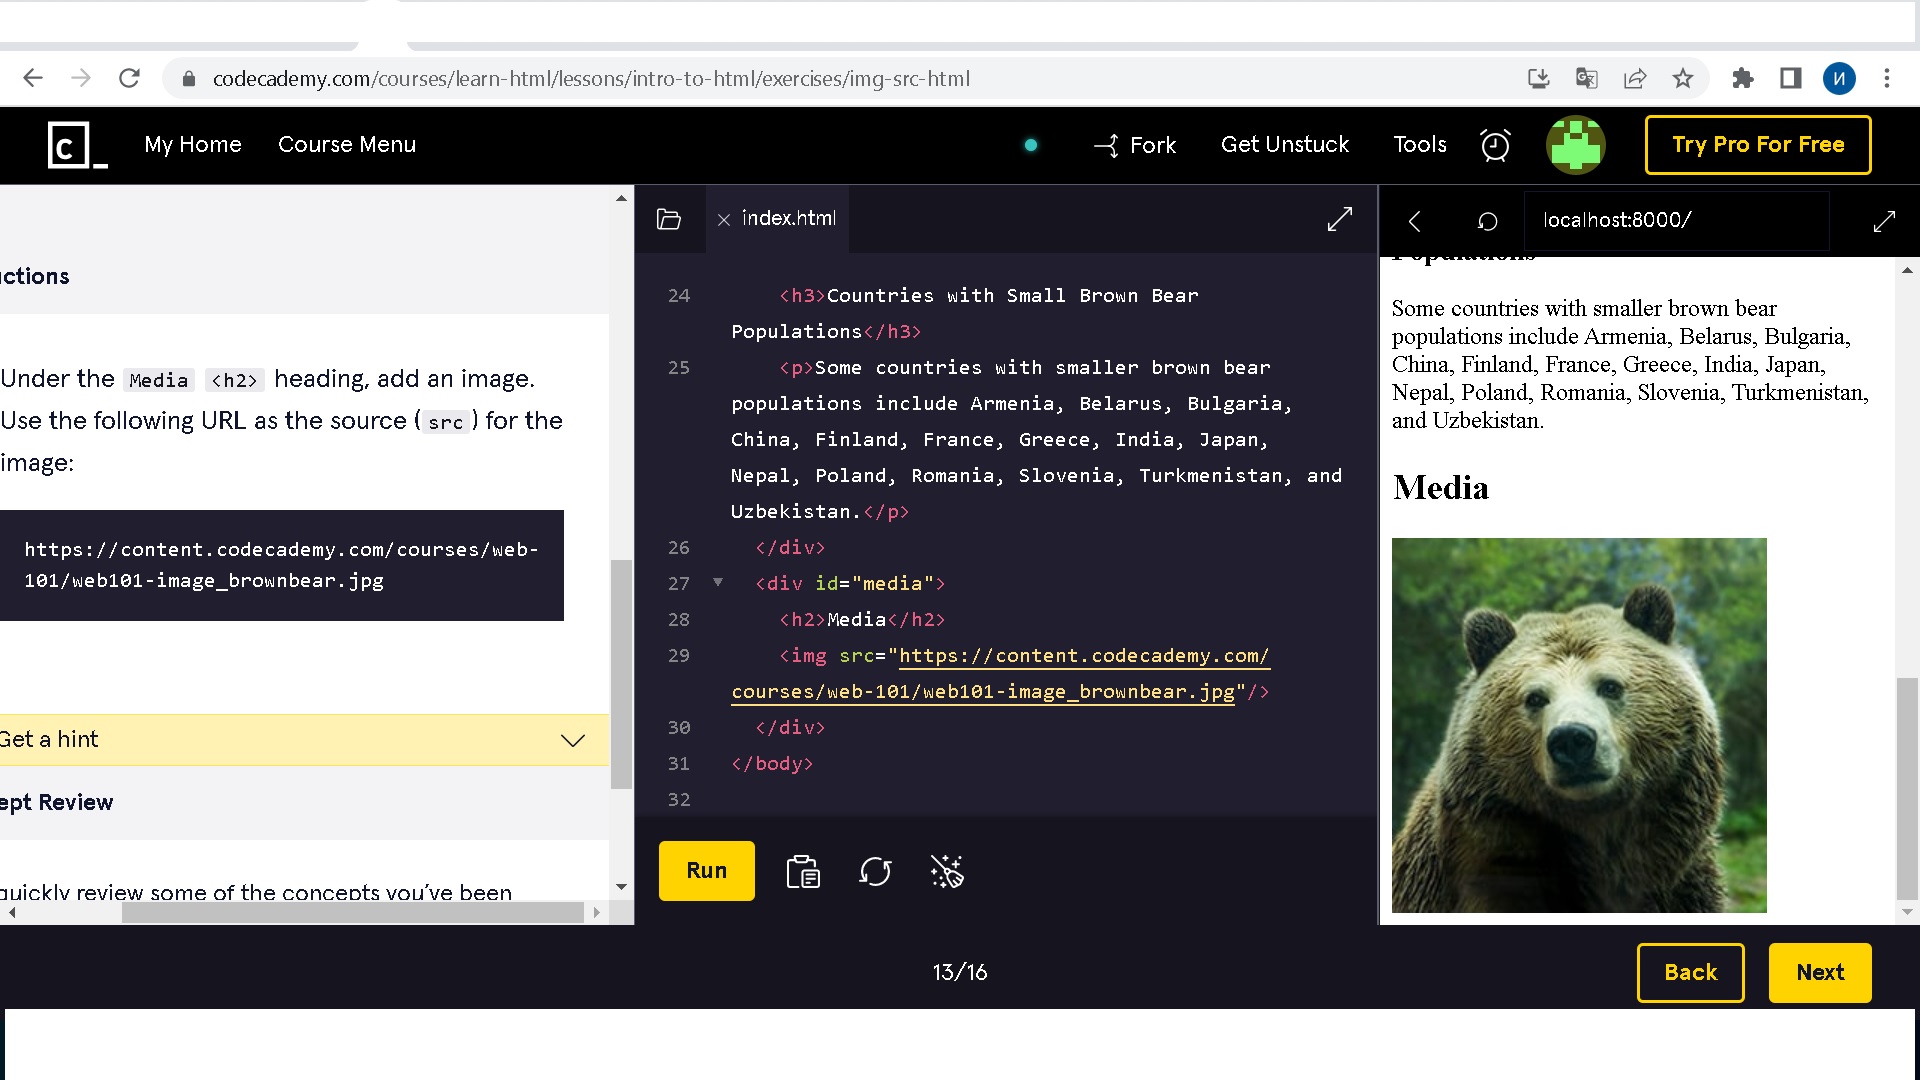 codecademy.com/courses/learn-html/lessons/intro-to-html/exercises/img-src-html
И
c_
My Home
Course Menu
Fork
Get Unstuck
Tools
Try Pro For Free
uctions
Under the Media <h2> heading, add an image.
Use the following URL as the source (src) for the
image:
https://content.codecademy.com/courses/web-
101/web101-image_brownbear.jpg
Get a hint
ept Review
quickly review some of the concepts you've been
index.html
24 <h3>Countries with Small Brown Bear
Populations</h3>
25 <p>Some countries with smaller brown bear
populations include Armenia, Belarus, Bulgaria,
China, Finland, France, Greece, India, Japan,
Nepal, Poland, Romania, Slovenia, Turkmenistan, and
Uzbekistan.</p>
26 </div>
27 <div id="media">
28 <h2>Media</h2>
29 <img src="https://content.codecademy.com/
courses/web-101/web101-image_brownbear.jpg"/>
30 </div>
31 </body>
32
Run
localhost:8000/
Populations
Some countries with smaller brown bear
populations include Armenia, Belarus, Bulgaria,
China, Finland, France, Greece, India, Japan,
Nepal, Poland, Romania, Slovenia, Turkmenistan,
and Uzbekistan.
Media
13/16
Back
Next